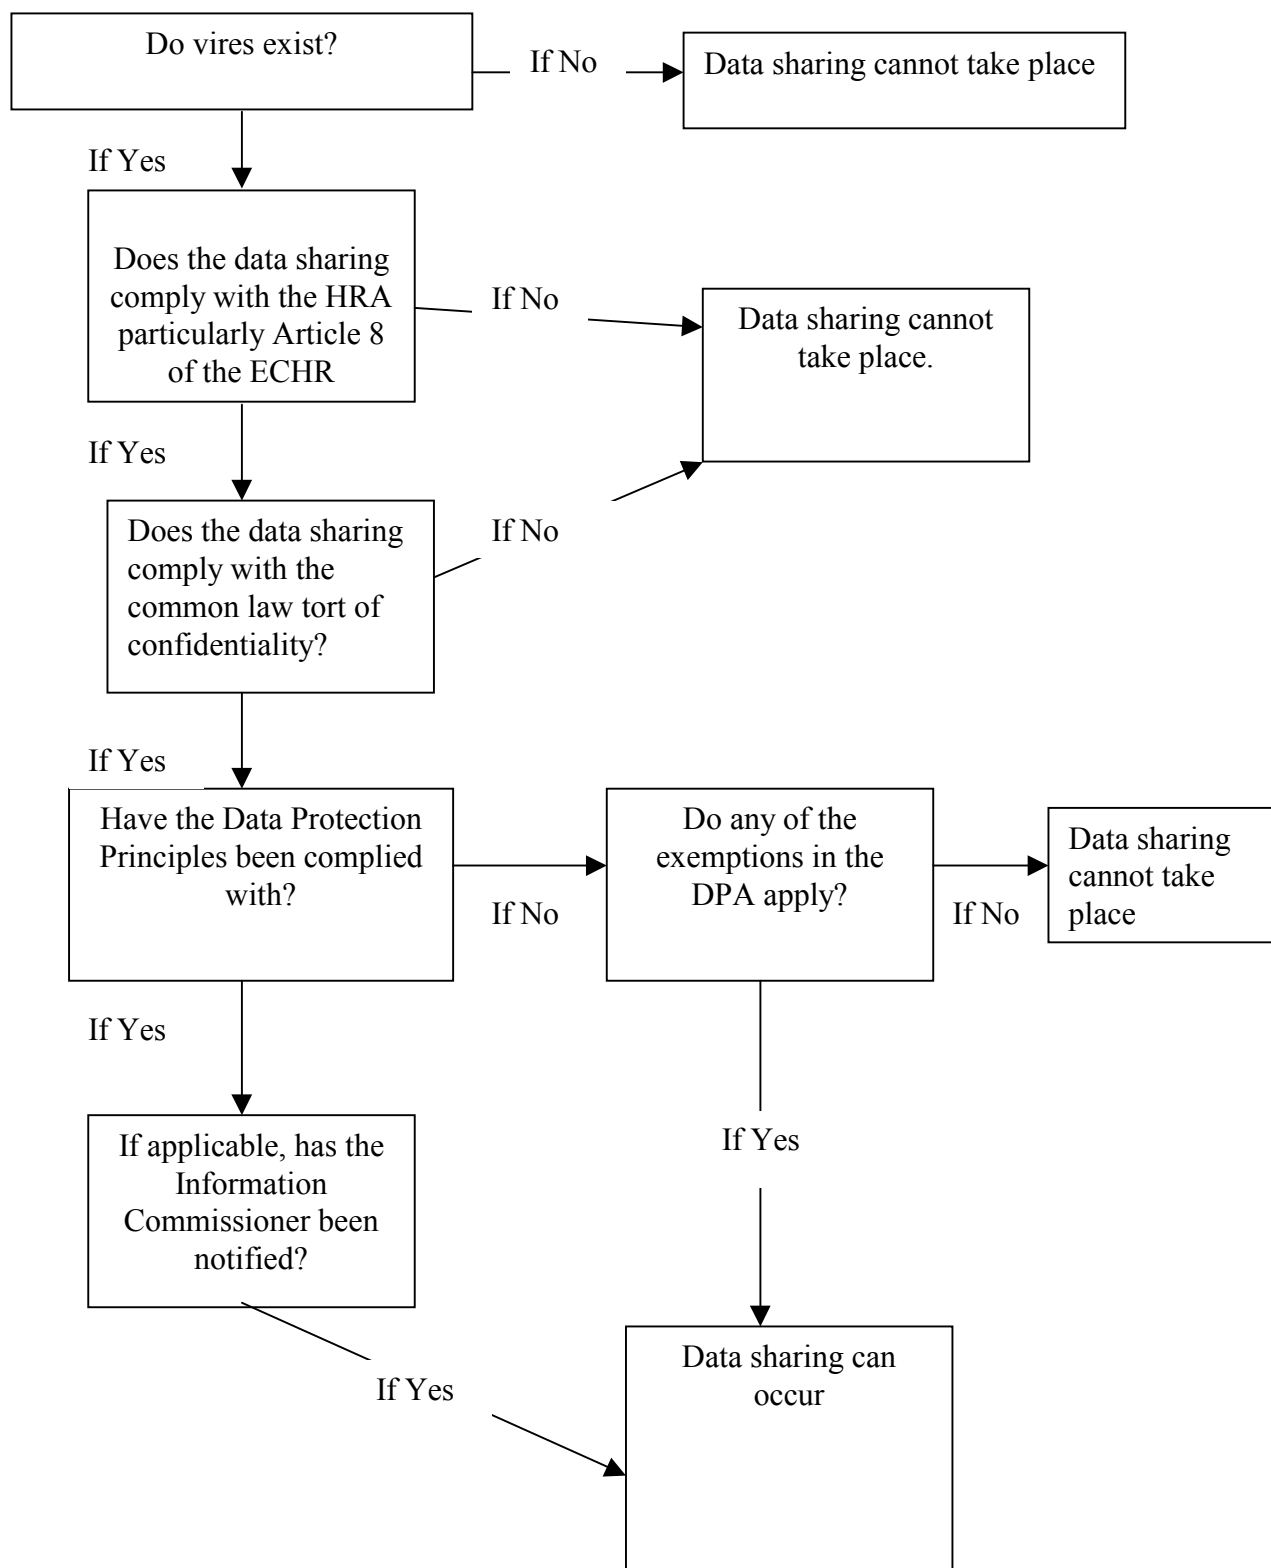 Do vires exist?
If No
Data sharing cannot take place
If Yes
Does the data sharing
comply with the HRA
particularly Article 8
of the ECHR
If No
Data sharing cannot
take place.
If Yes
Does the data sharing
comply with the
common law tort of
confidentiality?
If No
If Yes
Have the Data Protection
Principles been complied
with?
If No
Do any of the
exemptions in the
DPA apply?
If No
Data sharing
cannot take
place
If Yes
If applicable, has the
Information
Commissioner been
notified?
If Yes
If Yes
Data sharing can
occur